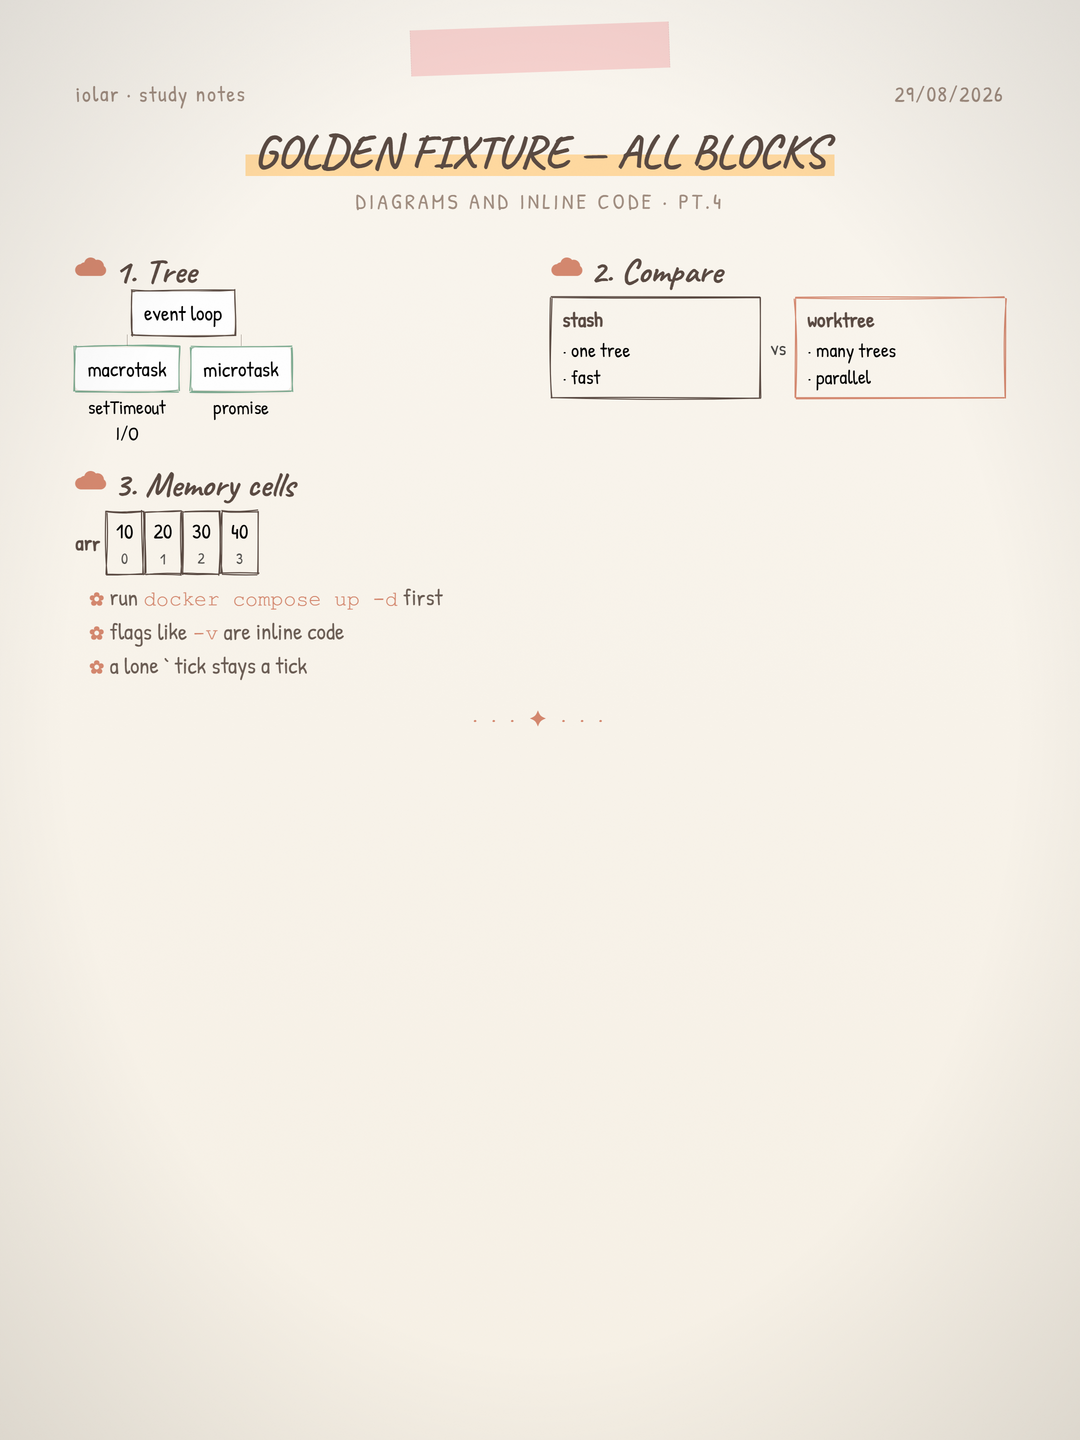 iolar · study notes
29/08/2026
GOLDEN FIXTURE – ALL BLOCKS
DIAGRAMS AND INLINE CODE · PT.4
1. Tree
event loop
macrotask
microtask
setTimeout
promise
I/O
2. Compare
stash
· one tree
· fast
vs
worktree
· many trees
· parallel
3. Memory cells
arr
10 20 30 40
0 1 2 3
run docker compose up -d first
flags like -v are inline code
a lone ` tick stays a tick